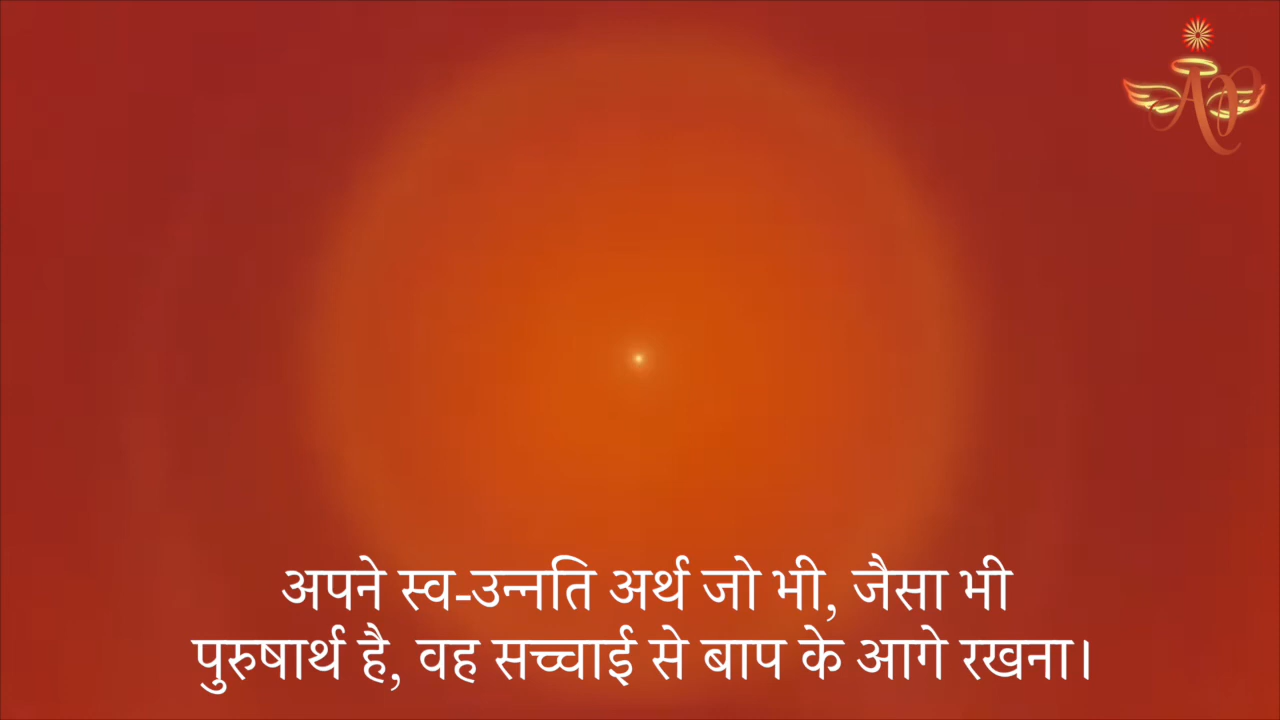 अपने स्व-उन्नति अर्थ जो भी, जैसा भी
पुरुषार्थ है, वह सच्चाई से बाप के आगे रखना।